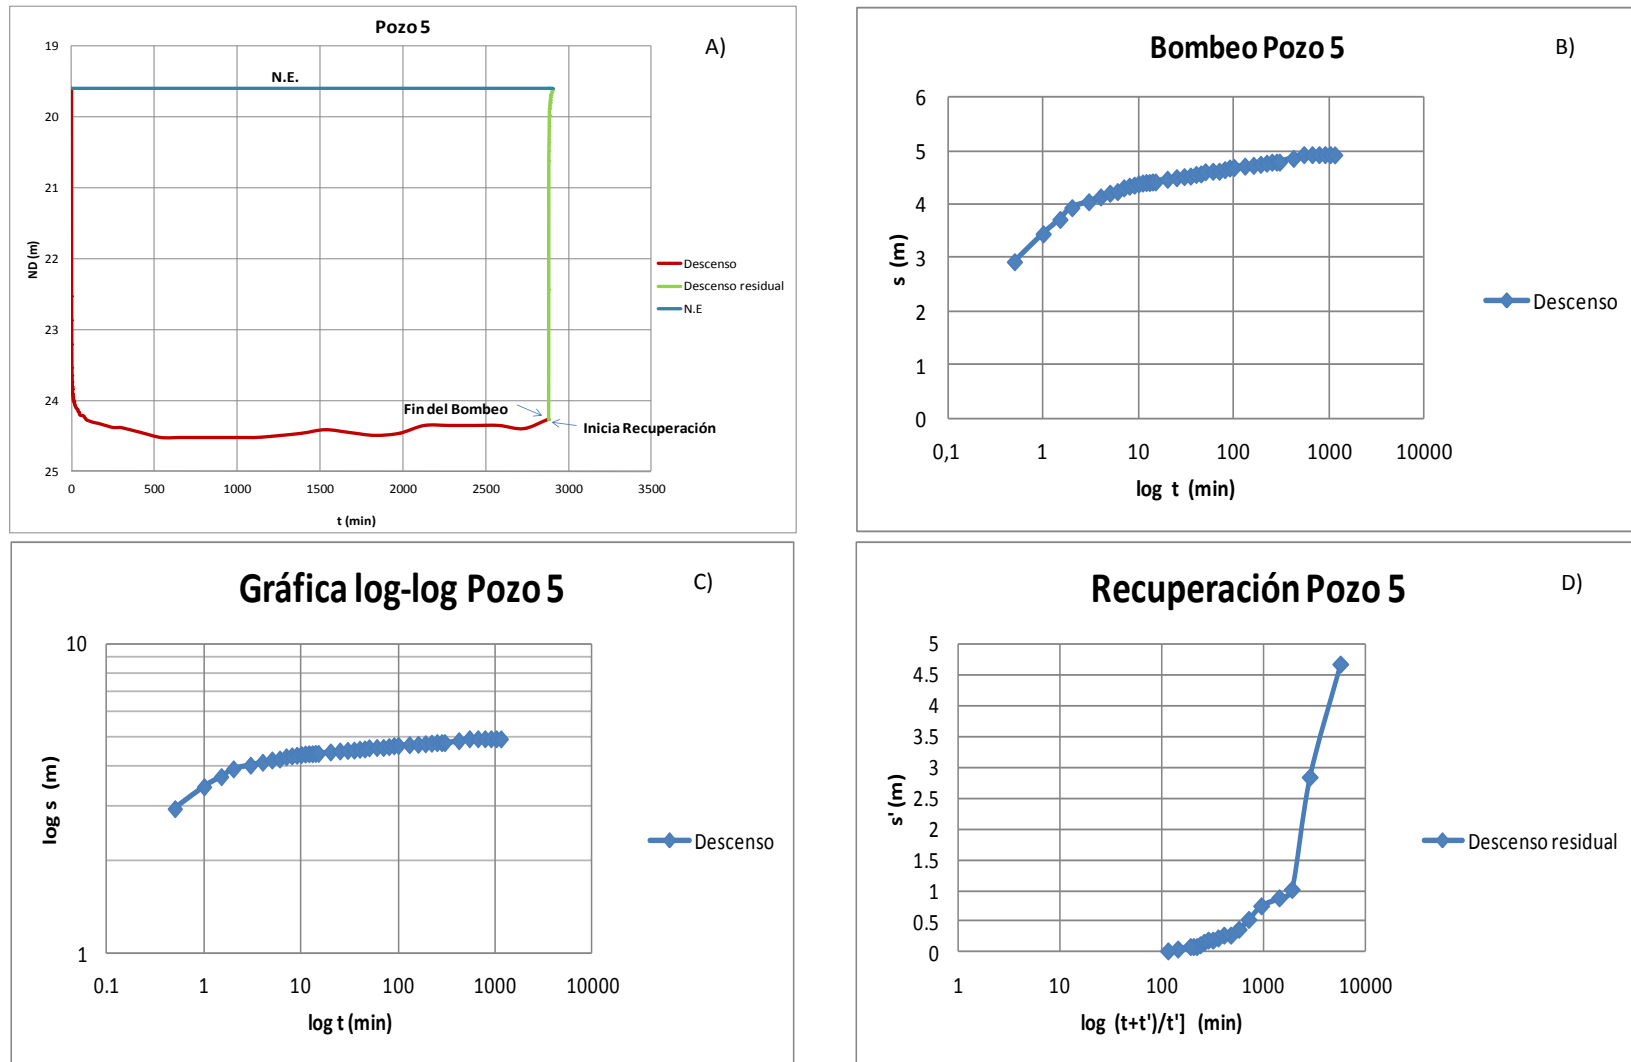 Pozo 5
A)
19
20
21
22
23
24
25
ND (m)
N.E.
Fin del Bombeo
Inicia Recuperación
0 500 1000 1500 2000 2500 3000 3500
t (min)
Descenso
Descenso residual
N.E
Bombeo Pozo 5
B)
6
5
4
3
2
1
0
s (m)
0,1 1 10 100 1000 10000
log t (min)
Descenso
Gráfica log-log Pozo 5
C)
10
1
log s (m)
0.1 1 10 100 1000 10000
log t (min)
Descenso
Recuperación Pozo 5
D)
5
4.5
4
3.5
3
2.5
2
1.5
1
0.5
0
s' (m)
1 10 100 1000 10000
log (t+t')/t'] (min)
Descenso residual